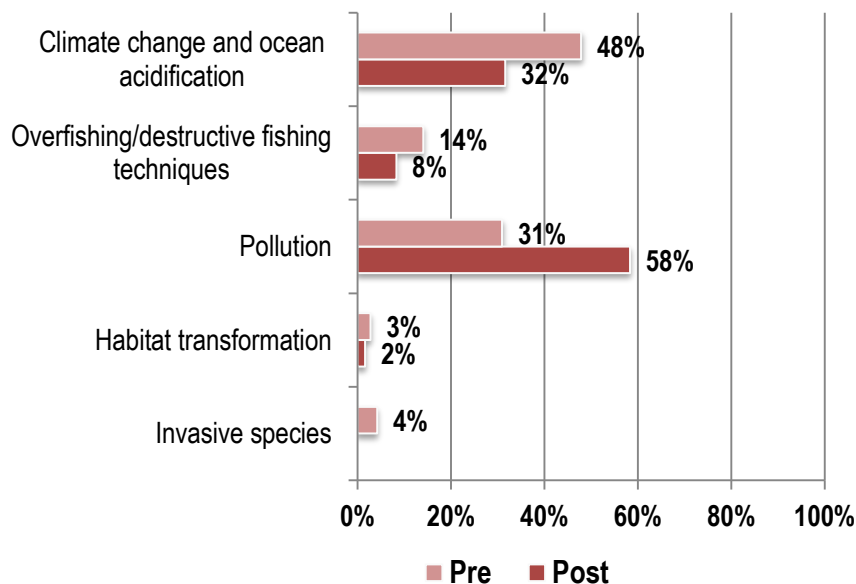 Climate change and ocean
acidification
48%
32%
Overfishing/destructive fishing
techniques
14%
8%
Pollution
31%
58%
Habitat transformation
3%
2%
Invasive species
4%
0% 20% 40% 60% 80% 100%
Pre Post